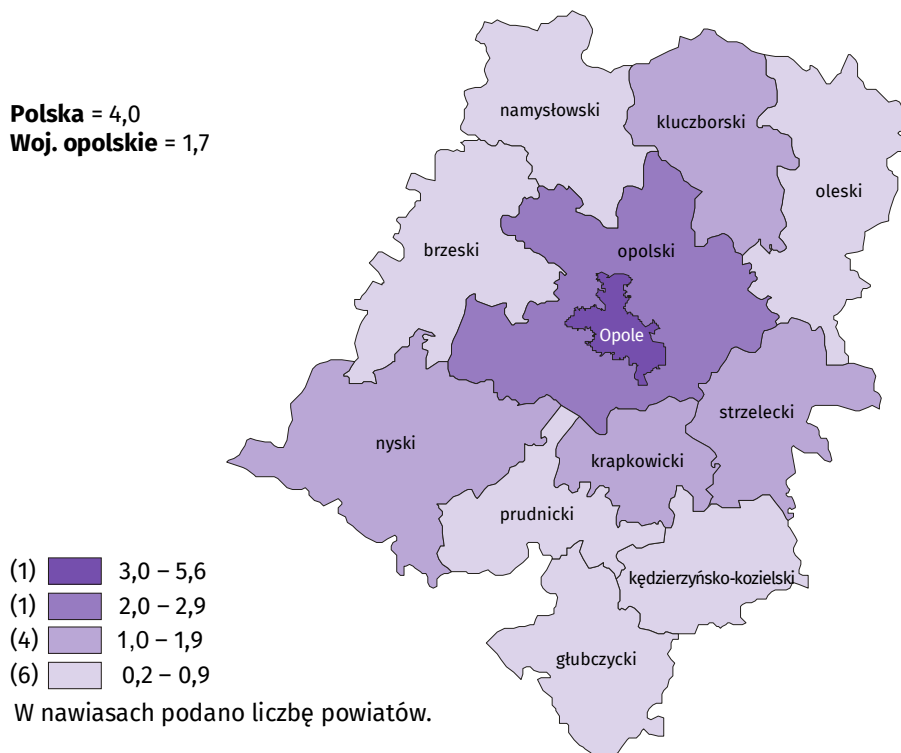 Polska = 4,0
Woj. opolskie = 1,7
namysłowski
kluczborski
oleski
brzeski
opolski
Opole
strzelecki
nyski
krapkowicki
prudnicki
kędzierzyńsko-kozielski
głubczycki
(1) 3,0 – 5,6
(1) 2,0 – 2,9
(4) 1,0 – 1,9
(6) 0,2 – 0,9
W nawiasach podano liczbę powiatów.